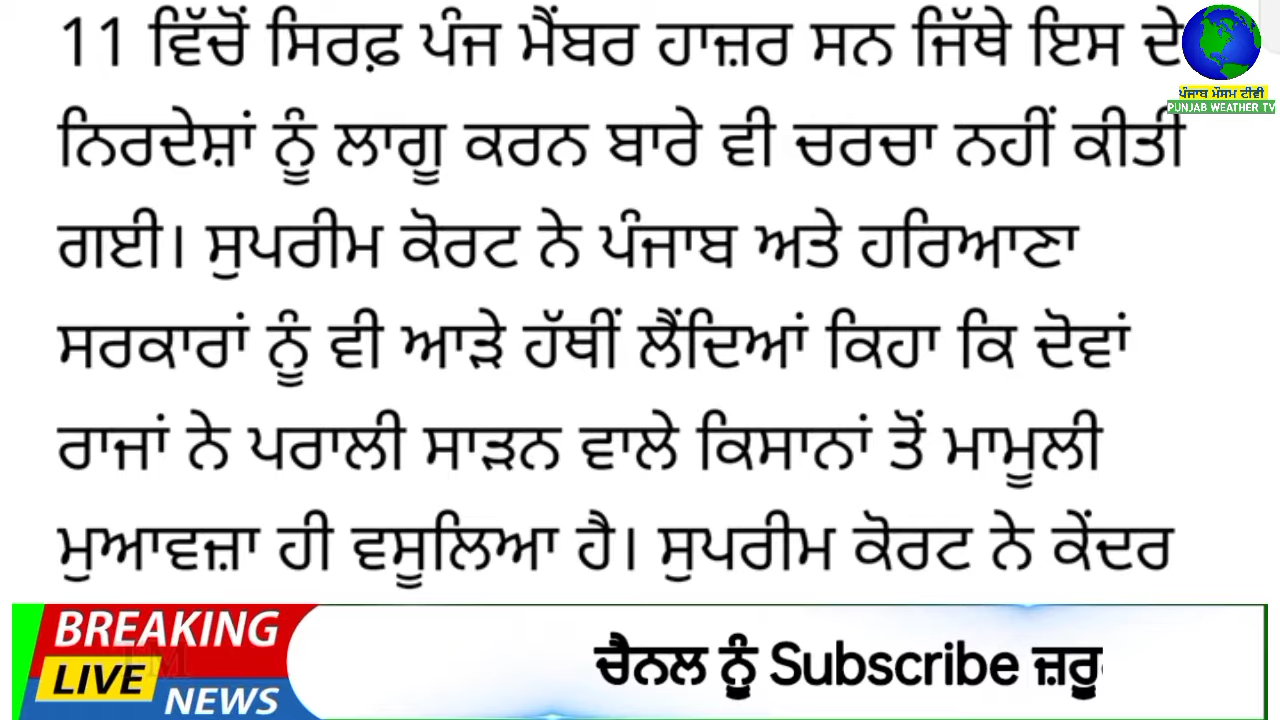 11 ਵਿੱਚੋਂ ਸਿਰਫ਼ ਪੰਜ ਮੈਂਬਰ ਹਾਜ਼ਰ ਸਨ ਜਿੱਥੇ ਇਸ ਦੇ
ਨਿਰਦੇਸ਼ਾਂ ਨੂੰ ਲਾਗੂ ਕਰਨ ਬਾਰੇ ਵੀ ਚਰਚਾ ਨਹੀਂ ਕੀਤੀ
ਗਈ। ਸੁਪਰੀਮ ਕੋਰਟ ਨੇ ਪੰਜਾਬ ਅਤੇ ਹਰਿਆਣਾ
ਸਰਕਾਰਾਂ ਨੂੰ ਵੀ ਆੜੇ ਹੱਥੀਂ ਲੈਂਦਿਆਂ ਕਿਹਾ ਕਿ ਦੋਵਾਂ
ਰਾਜਾਂ ਨੇ ਪਰਾਲੀ ਸਾੜਨ ਵਾਲੇ ਕਿਸਾਨਾਂ ਤੋਂ ਮਾਮੂਲੀ
ਮੁਆਵਜ਼ਾ ਹੀ ਵਸੂਲਿਆ ਹੈ। ਸੁਪਰੀਮ ਕੋਰਟ ਨੇ ਕੇਂਦਰ
ਪੰਜਾਬ ਮੌਸਮ ਟੀਵੀ
PUNJAB WEATHER TV
BREAKING
LIVE
NEWS
ਚੈਨਲ ਨੂੰ Subscribe